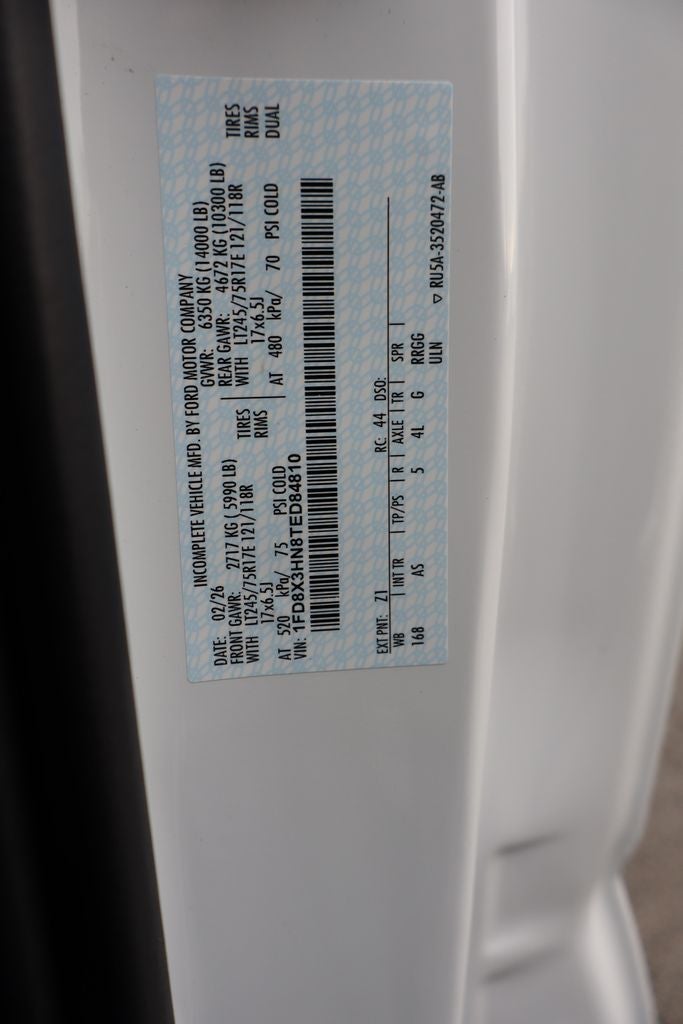 INCOMPLETE VEHICLE MFD. BY FORD MOTOR COMPANY
DATE: 02/26 GVWR: 6350 KG (14000 LB)
FRONT GAWR: 2717 KG ( 5990 LB) REAR GAWR: 4672 KG (10300 LB)
WITH LT245/75R17E 121/118R TIRES WITH LT245/75R17E 121/118R TIRES
17x6.5J RIMS 17x6.5J RIMS
AT 520 kPa/ 75 PSI COLD AT 480 kPa/ 70 PSI COLD DUAL
VIN: 1FD8X3HN8TED84810
EXT PNT: Z1 RC: 44 DSO:
WB | INT TR | TP/PS | R | AXLE | TR | SPR |
168 AS 5 4L G RRGG
ULN ▽ RU5A-3520472-AB